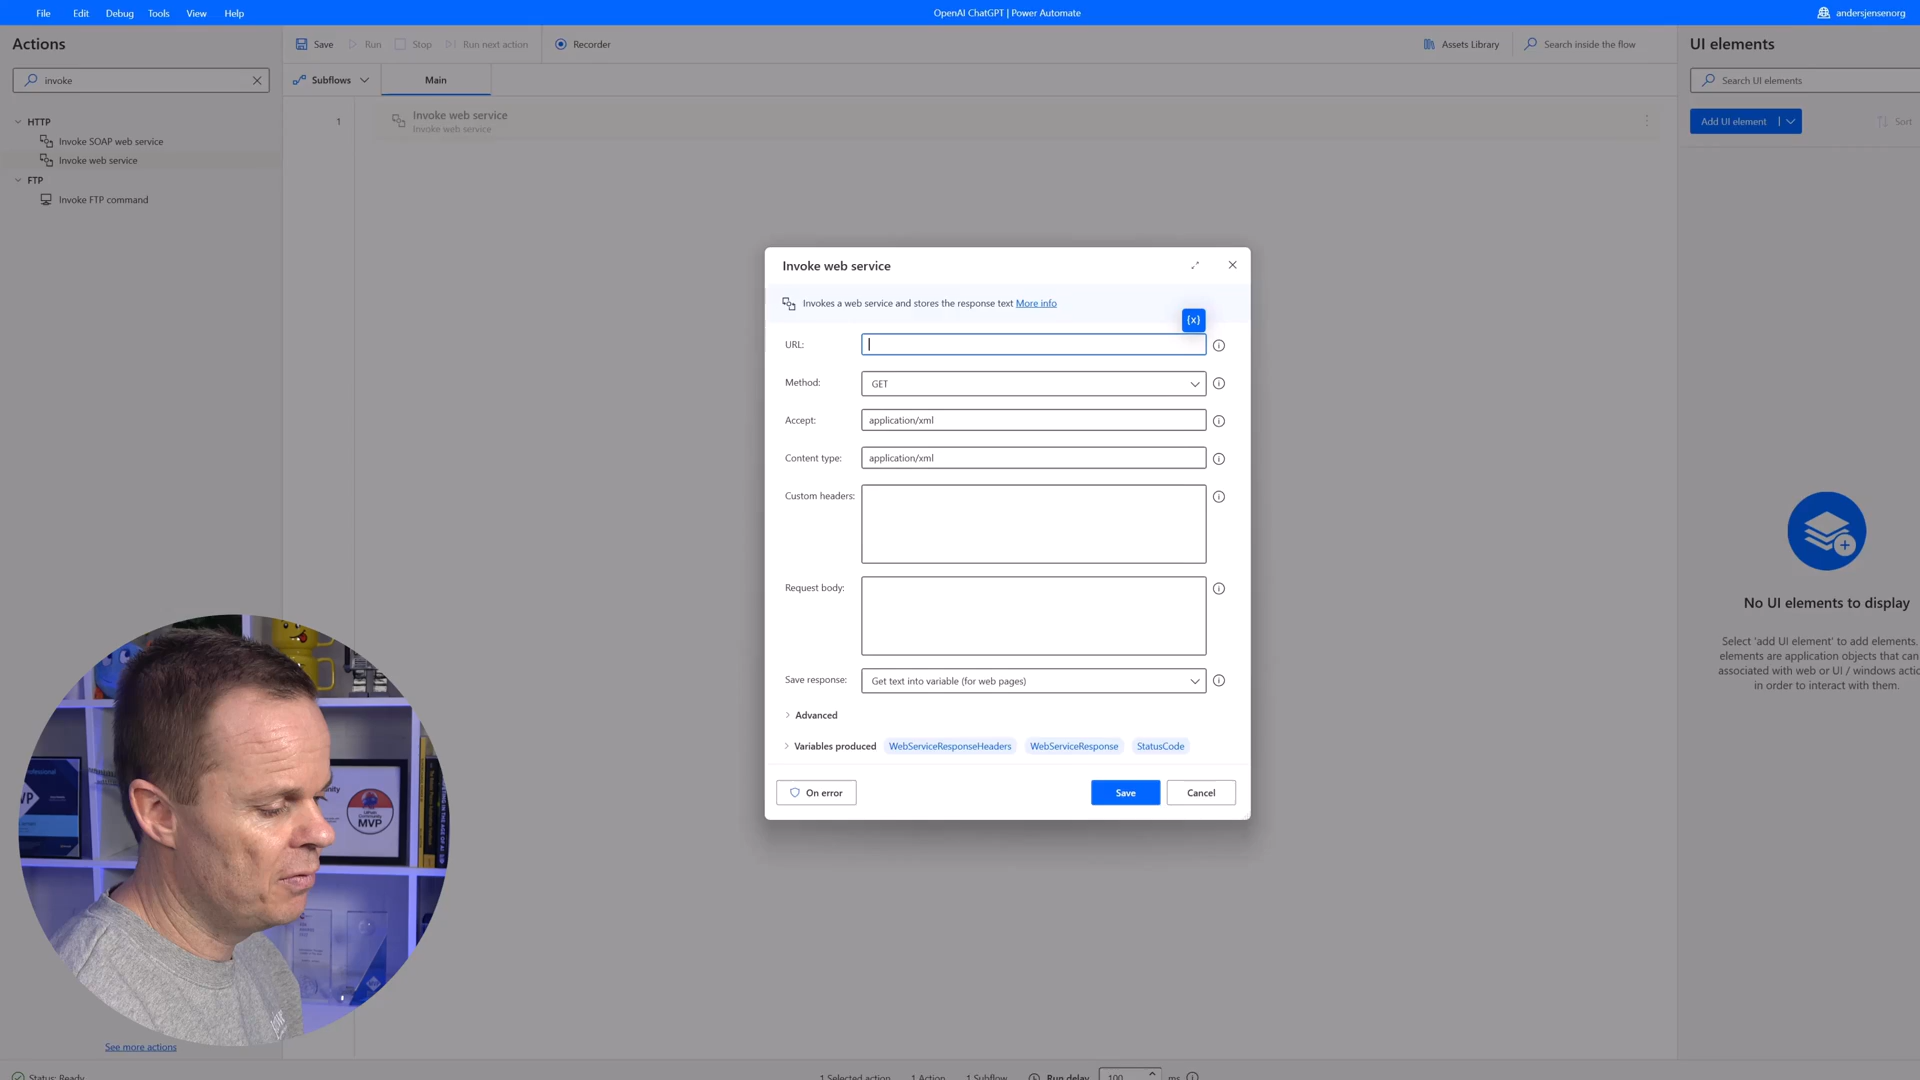 File Edit Debug Tools View Help
OpenAI ChatGPT | Power Automate
andersjensenorg
Actions
Save Run Stop Run next action Recorder
Assets Library Search inside the flow
UI elements
invoke
Subflows Main
Search UI elements
HTTP
Invoke SOAP web service
Invoke web service
FTP
Invoke FTP command
1
Invoke web service
Invoke web service
Add UI element
Sort
Invoke web service
Invokes a web service and stores the response text More info
{x}
URL:
Method: GET
Accept: application/xml
Content type: application/xml
Custom headers:
Request body:
Save response: Get text into variable (for web pages)
Advanced
Variables produced WebServiceResponseHeaders WebServiceResponse StatusCode
On error Save Cancel
No UI elements to display
Select 'add UI element' to add elements.
elements are application objects that can
associated with web or UI / windows actio
in order to interact with them.
MVP
MVP
See more actions
Status: Ready
1 Selected action 1 Action 1 Subflow Run delay 100 ms